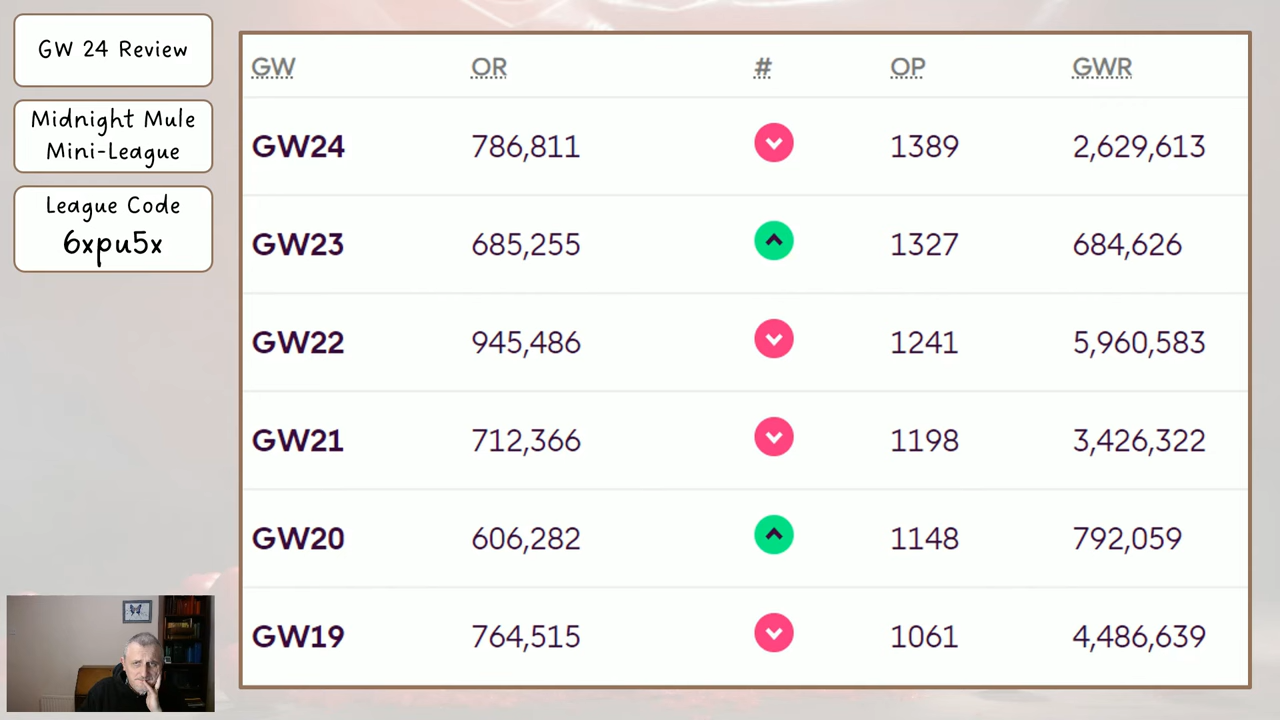 GW 24 Review
Midnight Mule
Mini-League
League Code
6xpu5x
GW OR # OP GWR
GW24 786,811 1389 2,629,613
GW23 685,255 1327 684,626
GW22 945,486 1241 5,960,583
GW21 712,366 1198 3,426,322
GW20 606,282 1148 792,059
GW19 764,515 1061 4,486,639